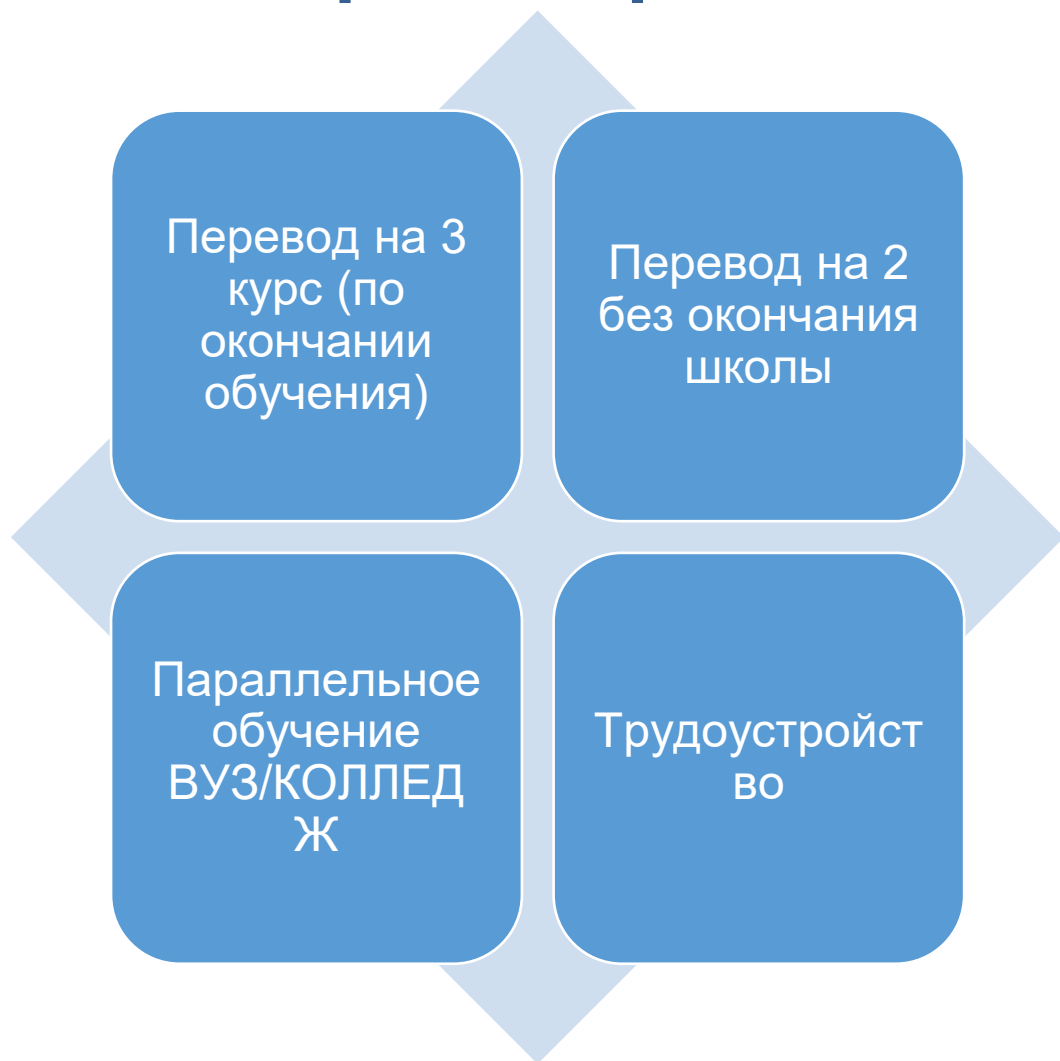 Перевод на 3
курс (по
окончании
обучения)
Перевод на 2
без окончания
школы
Параллельное
обучение
ВУЗ/КОЛЛЕД
Ж
Трудоустройст
во